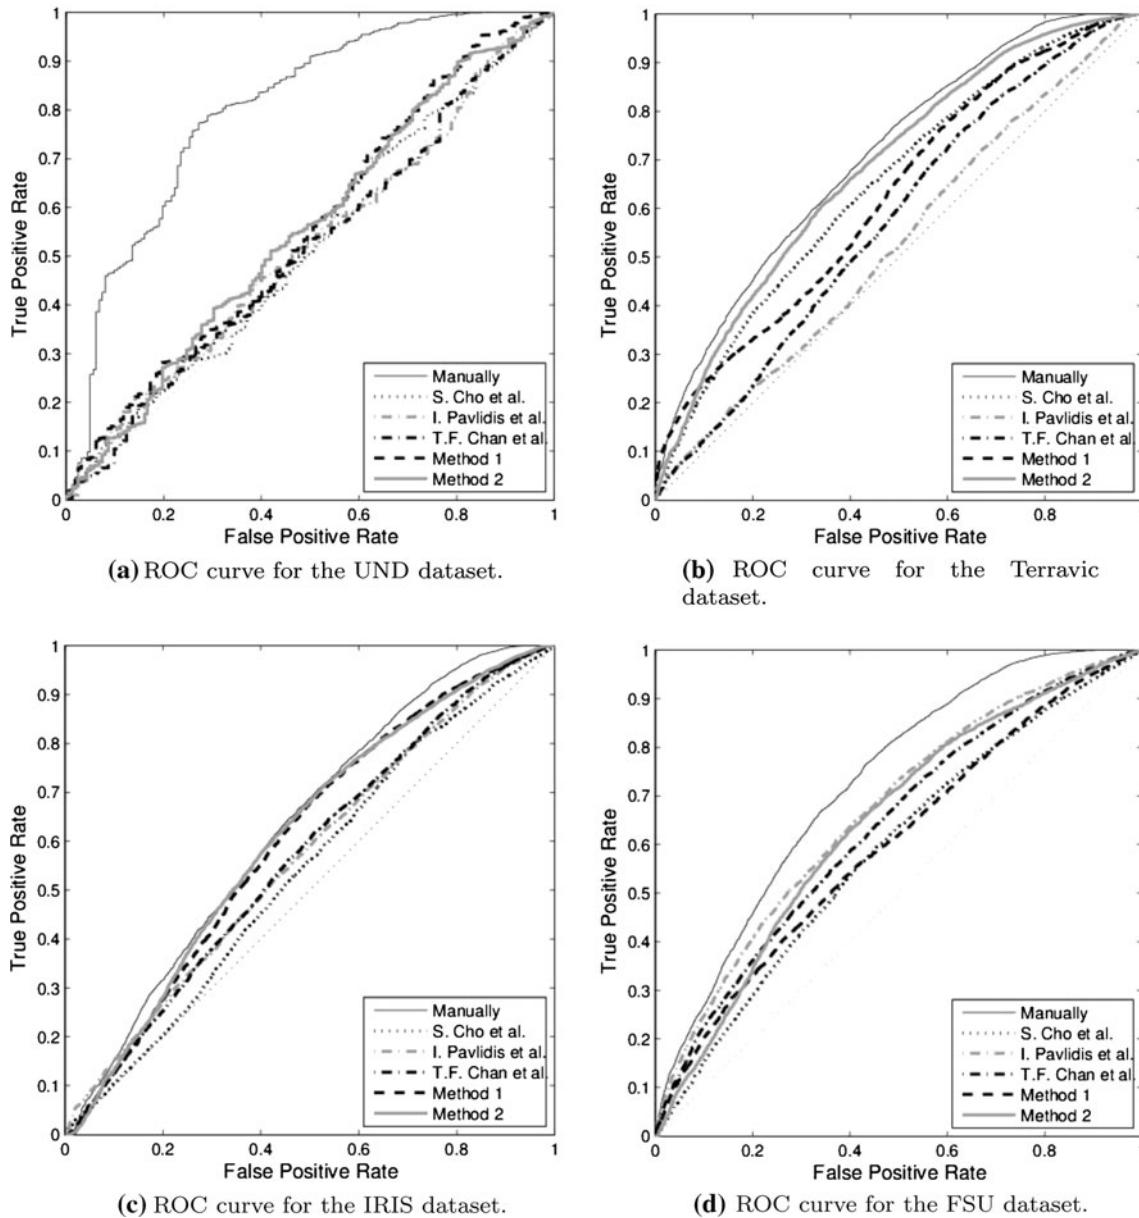 1
0.9
0.8
0.7
0.6
0.5
0.4
0.3
0.2
0.1
0
True Positive Rate
Manually
S. Cho et al.
I. Pavlidis et al.
T.F. Chan et al.
Method 1
Method 2
0 0.2 0.4 0.6 0.8 1
False Positive Rate
(a) ROC curve for the UND dataset.
1
0.9
0.8
0.7
0.6
0.5
0.4
0.3
0.2
0.1
0
True Positive Rate
Manually
S. Cho et al.
I. Pavlidis et al.
T.F. Chan et al.
Method 1
Method 2
0 0.2 0.4 0.6 0.8
False Positive Rate
(b) ROC curve for the Terravic
dataset.
1
0.9
0.8
0.7
0.6
0.5
0.4
0.3
0.2
0.1
0
True Positive Rate
Manually
S. Cho et al.
I. Pavlidis et al.
T.F. Chan et al.
Method 1
Method 2
0 0.2 0.4 0.6 0.8 1
False Positive Rate
(c) ROC curve for the IRIS dataset.
1
0.9
0.8
0.7
0.6
0.5
0.4
0.3
0.2
0.1
0
True Positive Rate
Manually
S. Cho et al.
I. Pavlidis et al.
T.F. Chan et al.
Method 1
Method 2
0 0.2 0.4 0.6 0.8
False Positive Rate
(d) ROC curve for the FSU dataset.